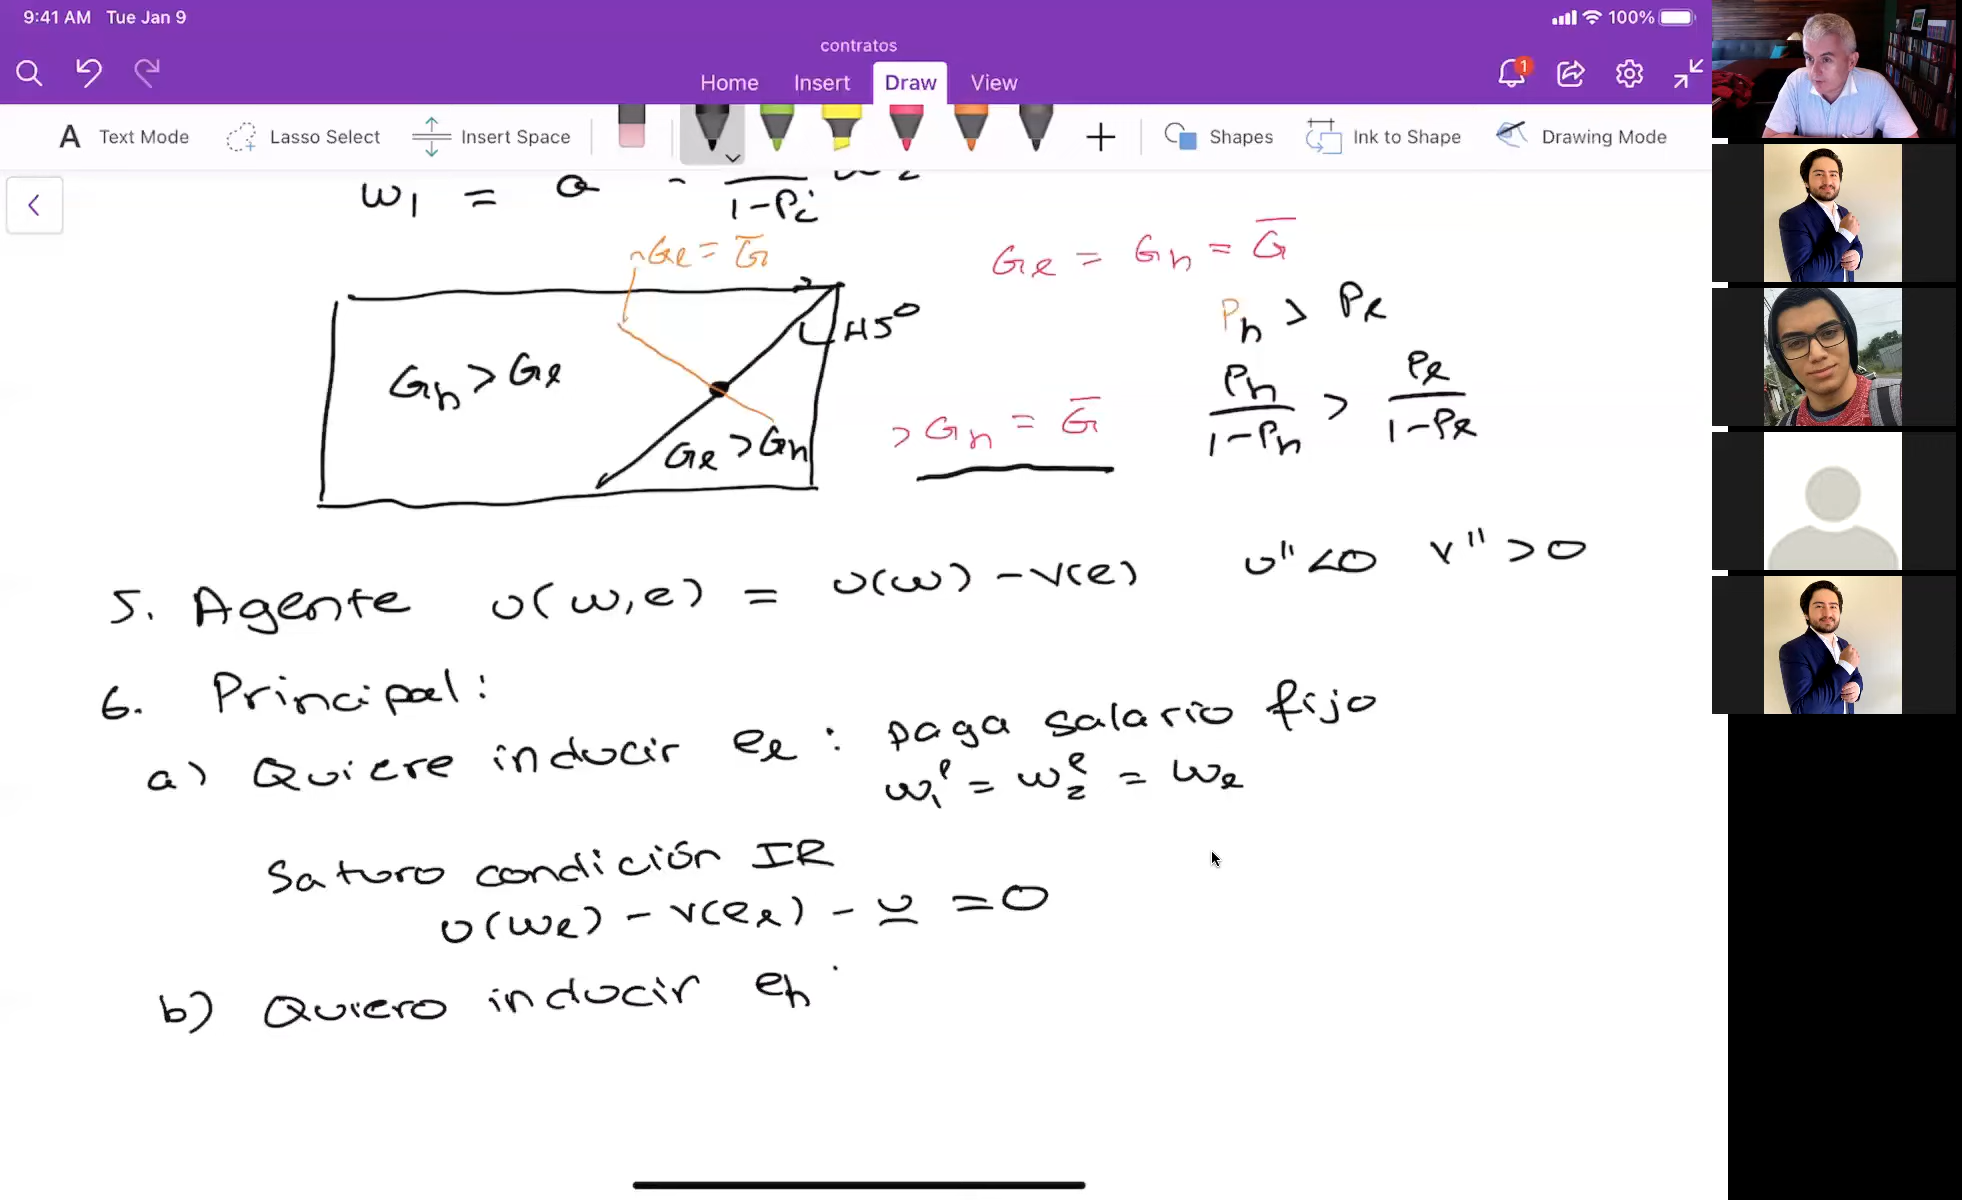 9:41 AM Tue Jan 9
100%
contratos
Home Insert Draw View
1
A Text Mode Lasso Select Insert Space Shapes Ink to Shape Drawing Mode
w₁ = a - / 1-Pi w₂
Gℓ = G̅
Gℓ = Gh = G̅
45°
Ph > Pℓ
Gh > Gℓ
Ph / 1-Ph > Pℓ / 1-Pℓ
Gℓ > Gh
Gh = G̅
5. Agente u(w,e) = u(w) - v(e) u'' < 0 v'' > 0
6. Principal:
a) Quiere inducir eℓ : paga salario fijo
w₁ℓ = w₂ℓ = wℓ
Saturo condición IR
u(wℓ) - v(eℓ) - u̲ = 0
b) Quiero inducir eh :